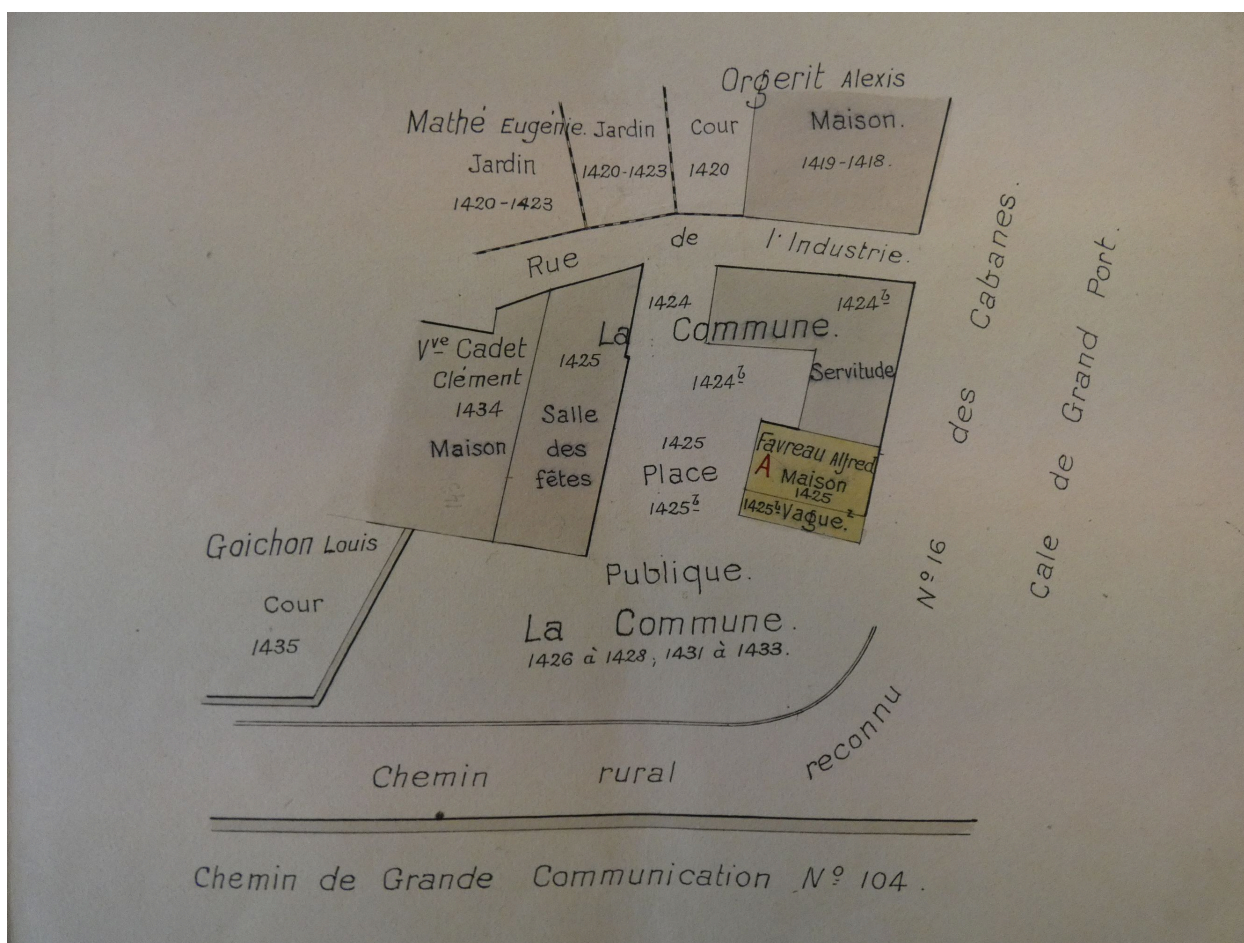 Orgerit Alexis
Mathé Eugénie. Jardin
Cour
Maison.
Jardin
1420-1423
1420
1419-1418.
1420-1423
Rue de l'Industrie.
1424
1424ᵇ
La Commune.
Vve Cadet
Clément
1434
Maison
1425
Salle
des
fêtes
1424ᵇ
Servitude
1425
Place
1425ᵇ
Favreau Alfred
A Maison
1425
1425ᵇ Vague.
Publique.
La Commune.
1426 à 1428; 1431 à 1433.
Goichon Louis
Cour
1435
Chemin rural reconnu Nº 16 des Cabanes.
Cale de Grand Port.
Chemin de Grande Communication Nº 104.